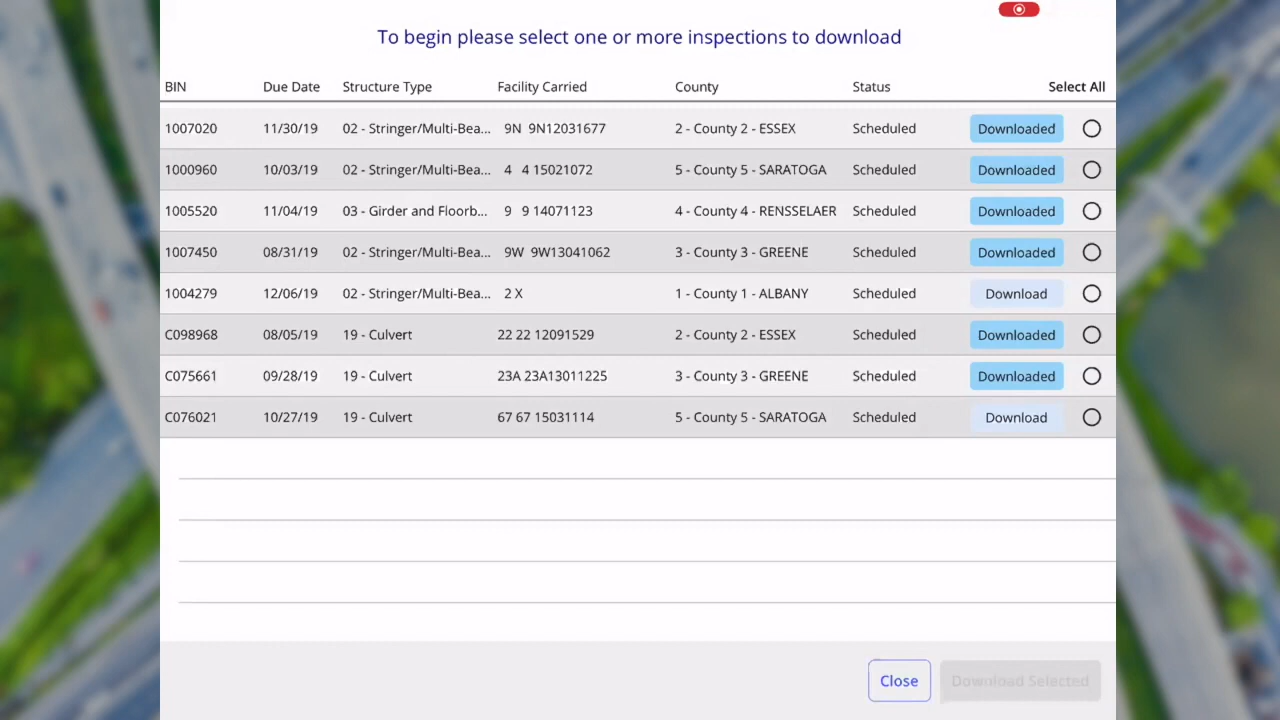 To begin please select one or more inspections to download
BIN Due Date Structure Type Facility Carried County Status Select All
1007020 11/30/19 02 - Stringer/Multi-Bea... 9N 9N12031677 2 - County 2 - ESSEX Scheduled Downloaded
1000960 10/03/19 02 - Stringer/Multi-Bea... 4 4 15021072 5 - County 5 - SARATOGA Scheduled Downloaded
1005520 11/04/19 03 - Girder and Floorb... 9 9 14071123 4 - County 4 - RENSSELAER Scheduled Downloaded
1007450 08/31/19 02 - Stringer/Multi-Bea... 9W 9W13041062 3 - County 3 - GREENE Scheduled Downloaded
1004279 12/06/19 02 - Stringer/Multi-Bea... 2 X 1 - County 1 - ALBANY Scheduled Download
C098968 08/05/19 19 - Culvert 22 22 12091529 2 - County 2 - ESSEX Scheduled Downloaded
C075661 09/28/19 19 - Culvert 23A 23A13011225 3 - County 3 - GREENE Scheduled Downloaded
C076021 10/27/19 19 - Culvert 67 67 15031114 5 - County 5 - SARATOGA Scheduled Download
Close Download Selected